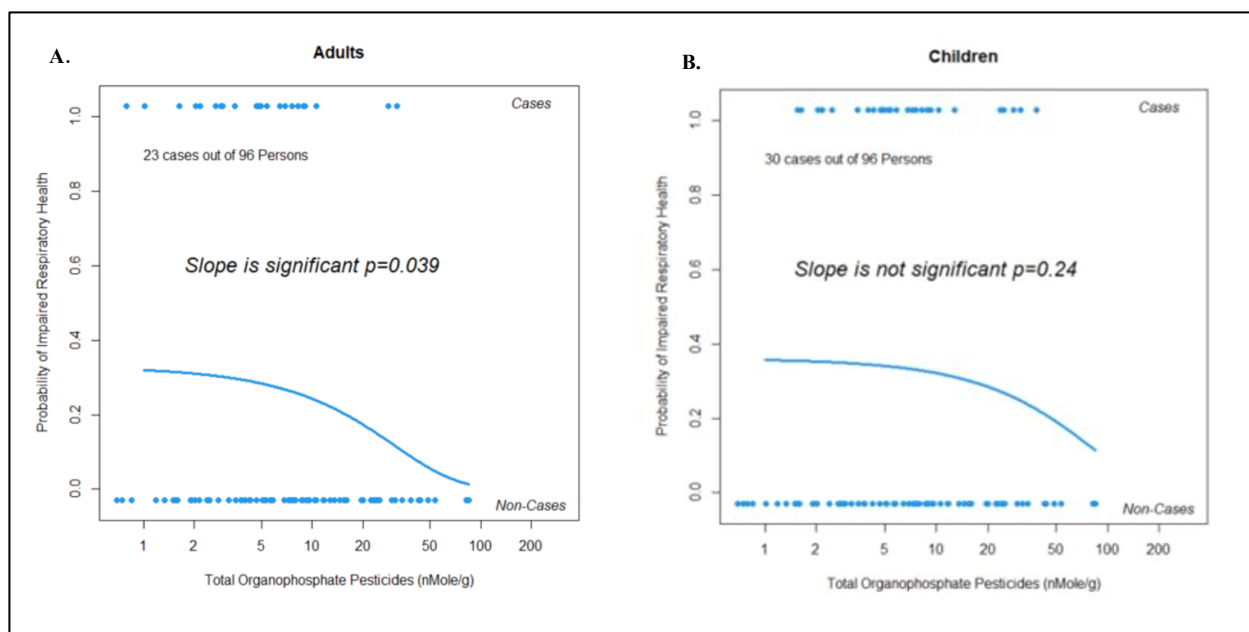 A.
Adults
Cases
23 cases out of 96 Persons
Slope is significant p=0.039
Non-Cases
Probability of Impaired Respiratory Health
0.0
0.2
0.4
0.6
0.8
1.0
1 2 5 10 20 50 100 200
Total Organophosphate Pesticides (nMole/g)
B.
Children
Cases
30 cases out of 96 Persons
Slope is not significant p=0.24
Non-Cases
Probability of Impaired Respiratory Health
0.0
0.2
0.4
0.6
0.8
1.0
1 2 5 10 20 50 100 200
Total Organophosphate Pesticides (nMole/g)